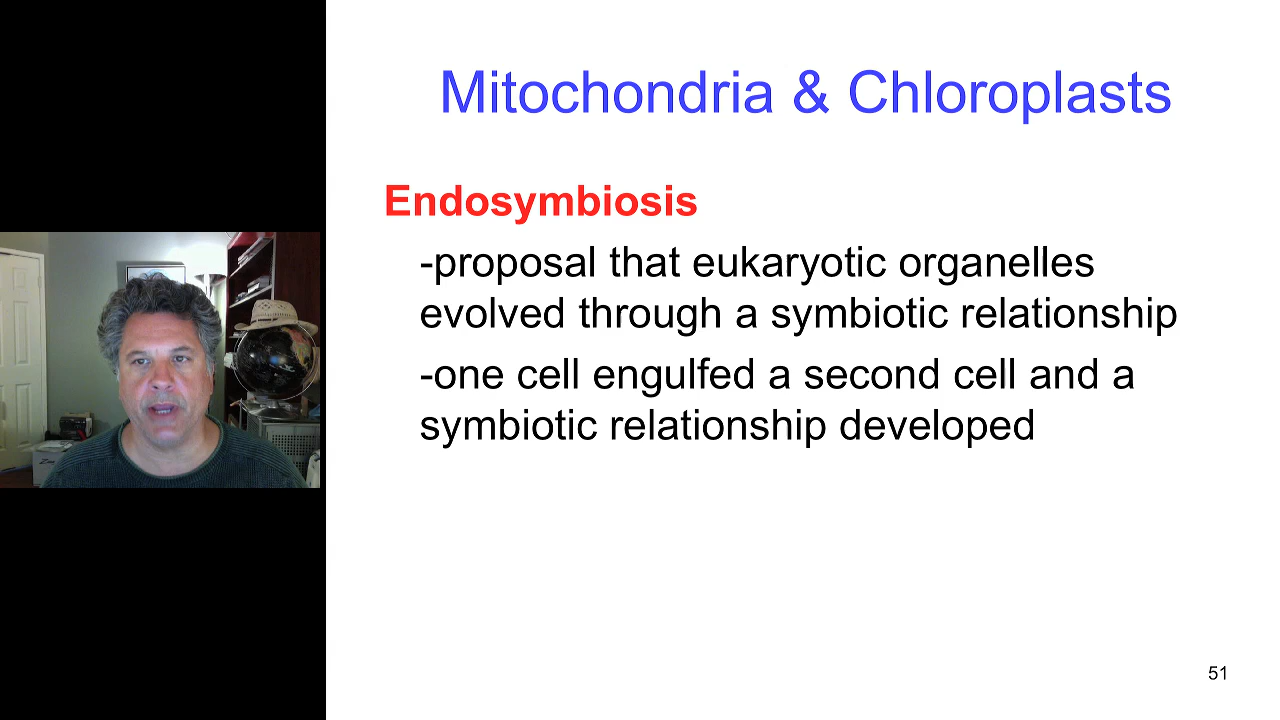 Mitochondria & Chloroplasts
Endosymbiosis
-proposal that eukaryotic organelles
evolved through a symbiotic relationship
-one cell engulfed a second cell and a
symbiotic relationship developed
51